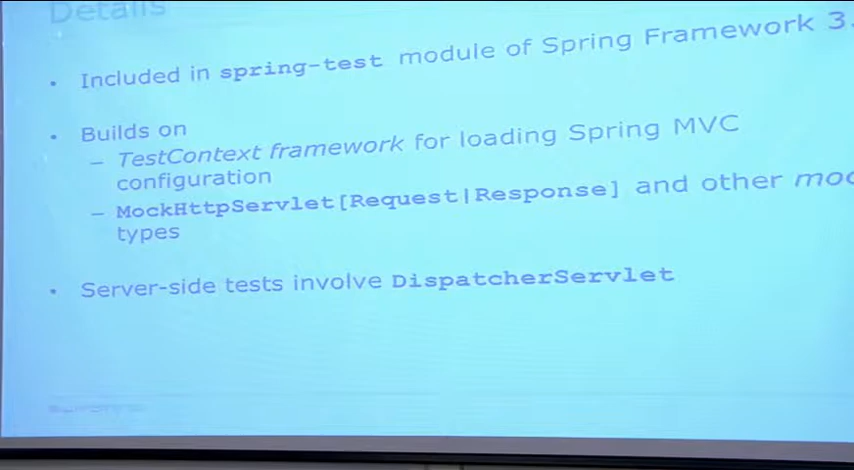 Details
• Included in spring-test module of Spring Framework 3.
• Builds on
– TestContext framework for loading Spring MVC
configuration
– MockHttpServlet[Request|Response] and other moc
types
• Server-side tests involve DispatcherServlet